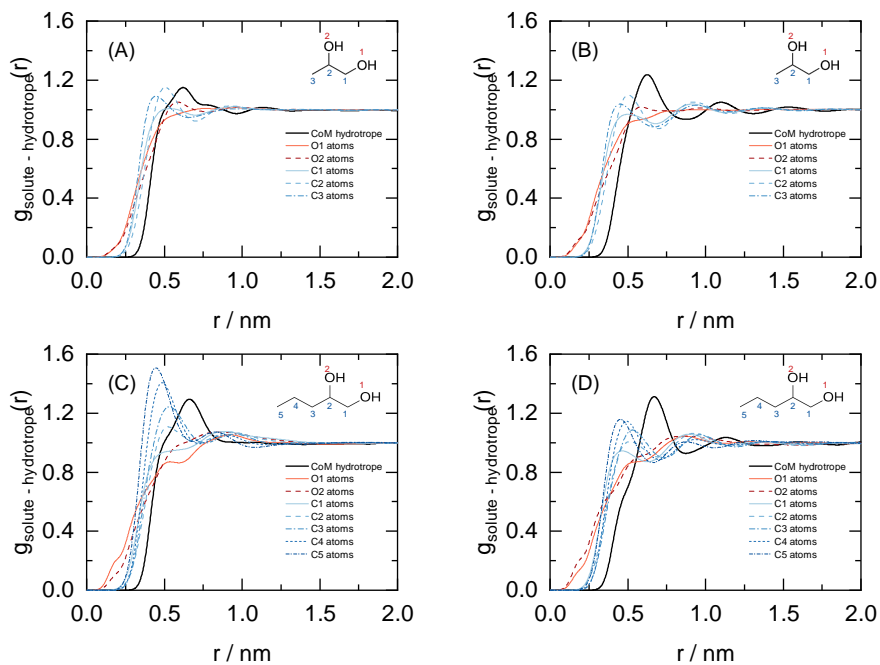 (A)
2
OH
1
OH
3
2
1
g solute - hydrotrope (r)
1.6
1.2
0.8
0.4
0.0
CoM hydrotrope
O1 atoms
O2 atoms
C1 atoms
C2 atoms
C3 atoms
0.0 0.5 1.0 1.5 2.0
r / nm
(B)
2
OH
1
OH
3
2
1
g solute - hydrotrope (r)
1.6
1.2
0.8
0.4
0.0
CoM hydrotrope
O1 atoms
O2 atoms
C1 atoms
C2 atoms
C3 atoms
0.0 0.5 1.0 1.5 2.0
r / nm
(C)
2
OH
1
OH
4
5
3
2
1
g solute - hydrotrope (r)
1.6
1.2
0.8
0.4
0.0
CoM hydrotrope
O1 atoms
O2 atoms
C1 atoms
C2 atoms
C3 atoms
C4 atoms
C5 atoms
0.0 0.5 1.0 1.5 2.0
r / nm
(D)
2
OH
1
OH
4
5
3
2
1
g solute - hydrotrope (r)
1.6
1.2
0.8
0.4
0.0
CoM hydrotrope
O1 atoms
O2 atoms
C1 atoms
C2 atoms
C3 atoms
C4 atoms
C5 atoms
0.0 0.5 1.0 1.5 2.0
r / nm